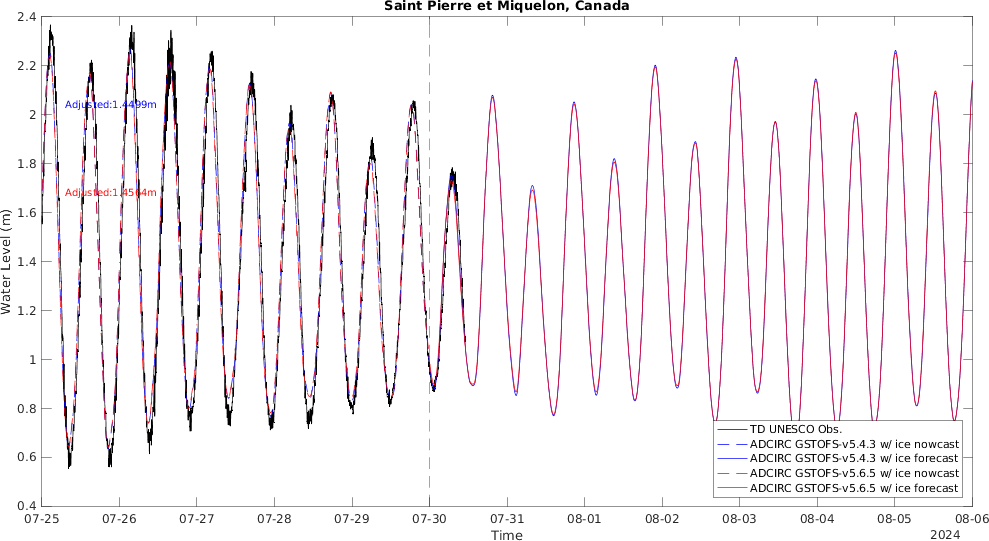 Saint Pierre et Miquelon, Canada
2.4
2.2
2
1.8
1.6
1.4
1.2
1
0.8
0.6
0.4
Water Level (m)
Adjusted:1.4499m
Adjusted:1.4564m
TD UNESCO Obs.
ADCIRC GSTOFS-v5.4.3 w/ ice nowcast
ADCIRC GSTOFS-v5.4.3 w/ ice forecast
ADCIRC GSTOFS-v5.6.5 w/ ice nowcast
ADCIRC GSTOFS-v5.6.5 w/ ice forecast
07-25 07-26 07-27 07-28 07-29 07-30 07-31 08-01 08-02 08-03 08-04 08-05 08-06
Time
2024